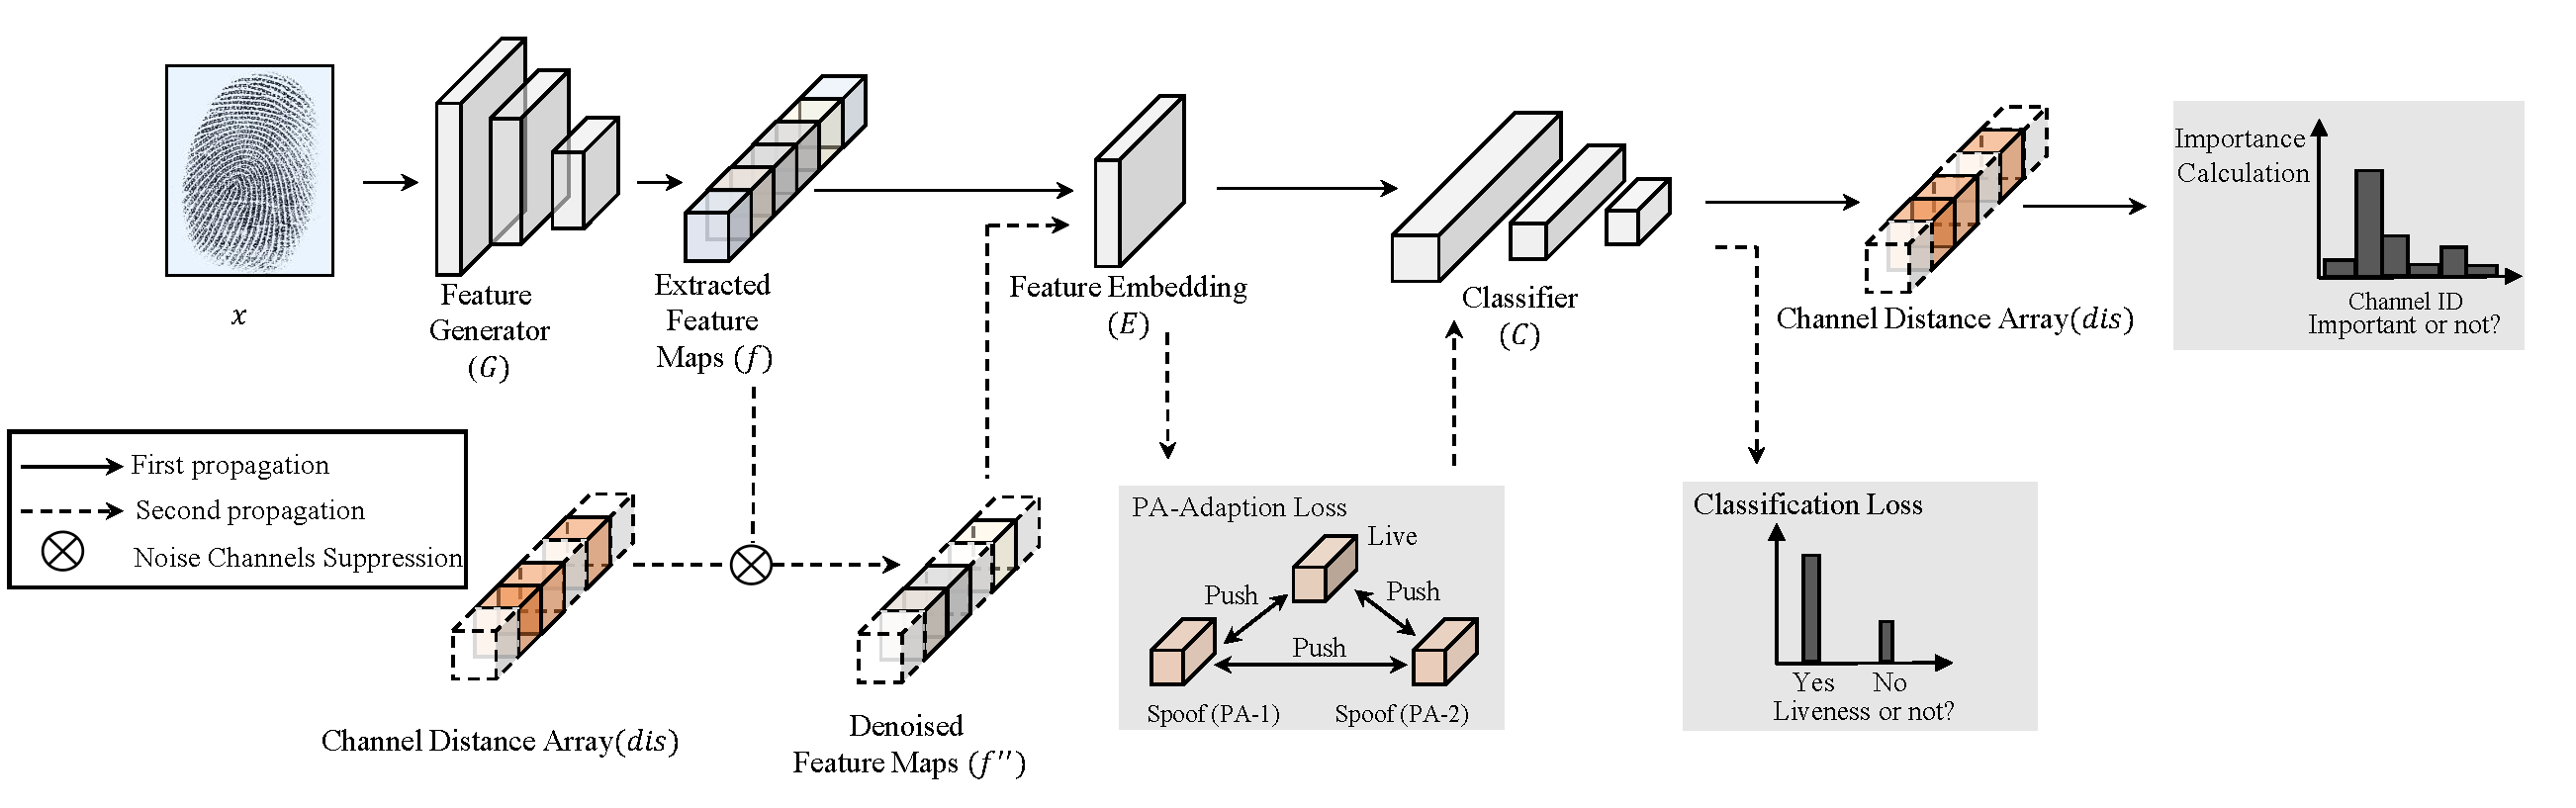 x
Feature
Generator
(G)
Extracted
Feature
Maps (f)
Feature Embedding
(E)
Classifier
(C)
Channel Distance Array(dis)
Importance
Calculation
Channel ID
Important or not?
First propagation
Second propagation
Noise Channels Suppression
Channel Distance Array(dis)
Denoised
Feature Maps (f'')
PA-Adaption Loss
Live
Push
Push
Push
Spoof (PA-1)
Spoof (PA-2)
Classification Loss
Yes
No
Liveness or not?